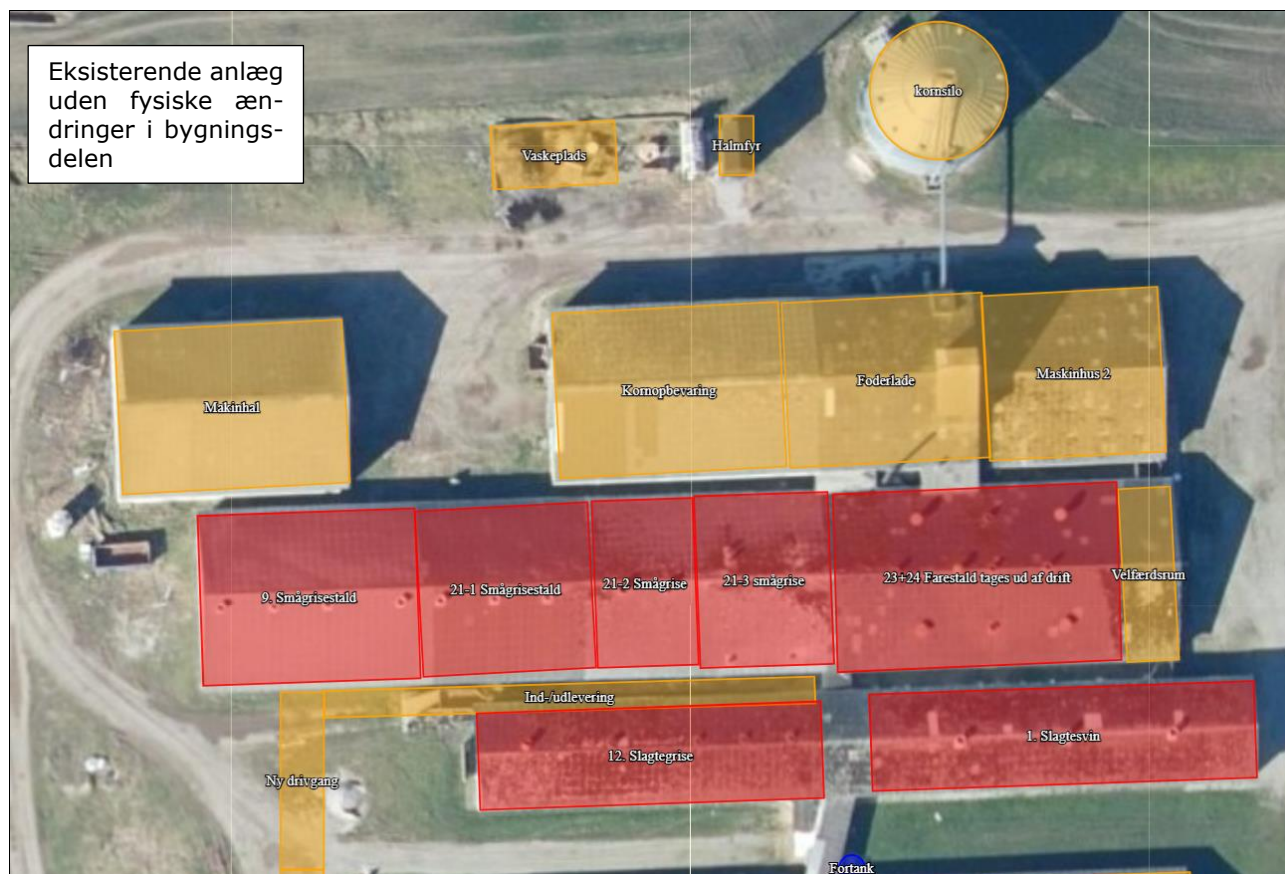 Eksisterende anlæg
uden fysiske æn-
dringer i bygnings-
delen
kornsilo
Vaskeplads
Halmfyr
Makinhal
Kornopbevaring
Foderlade
Maskinhus 2
9. Smågrisestald
21-1 Smågrisestald
21-2 Smågrise
21-3 smågrise
23+24 Farestald tages ud af drift
Velfærdsrum
Ind-/udlevering
12. Slagtegrise
1. Slagtesvin
Ny drivgang
Fortank